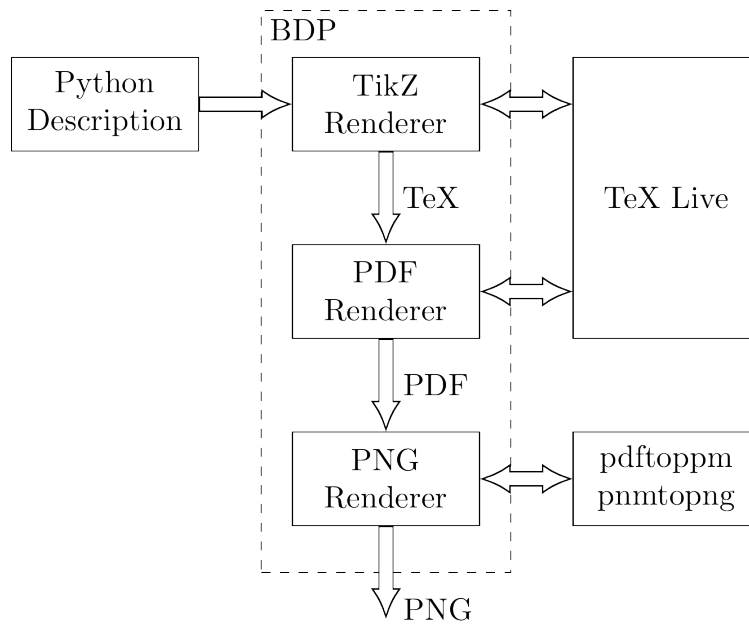 BDP
Python
Description
TikZ
Renderer
TeX
TeX Live
PDF
Renderer
PDF
PNG
Renderer
pdftoppm
pnmtopng
PNG